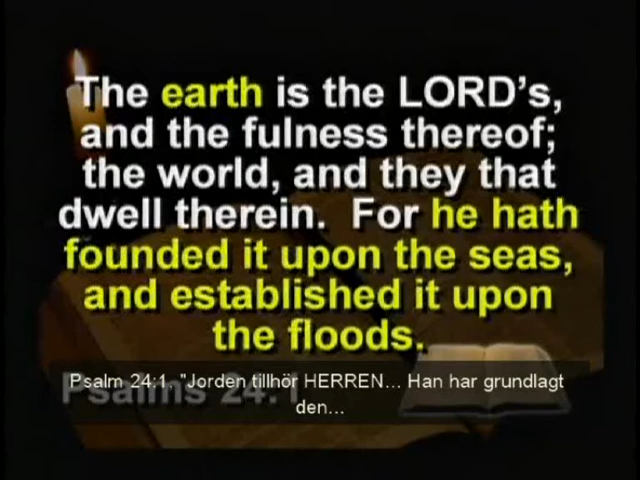 The earth is the LORD's,
and the fulness thereof;
the world, and they that
dwell therein.  For he hath
founded it upon the seas,
and established it upon
the floods.
Psalms 24:1
Psalm 24:1. "Jorden tillhör HERREN... Han har grundlagt
den...